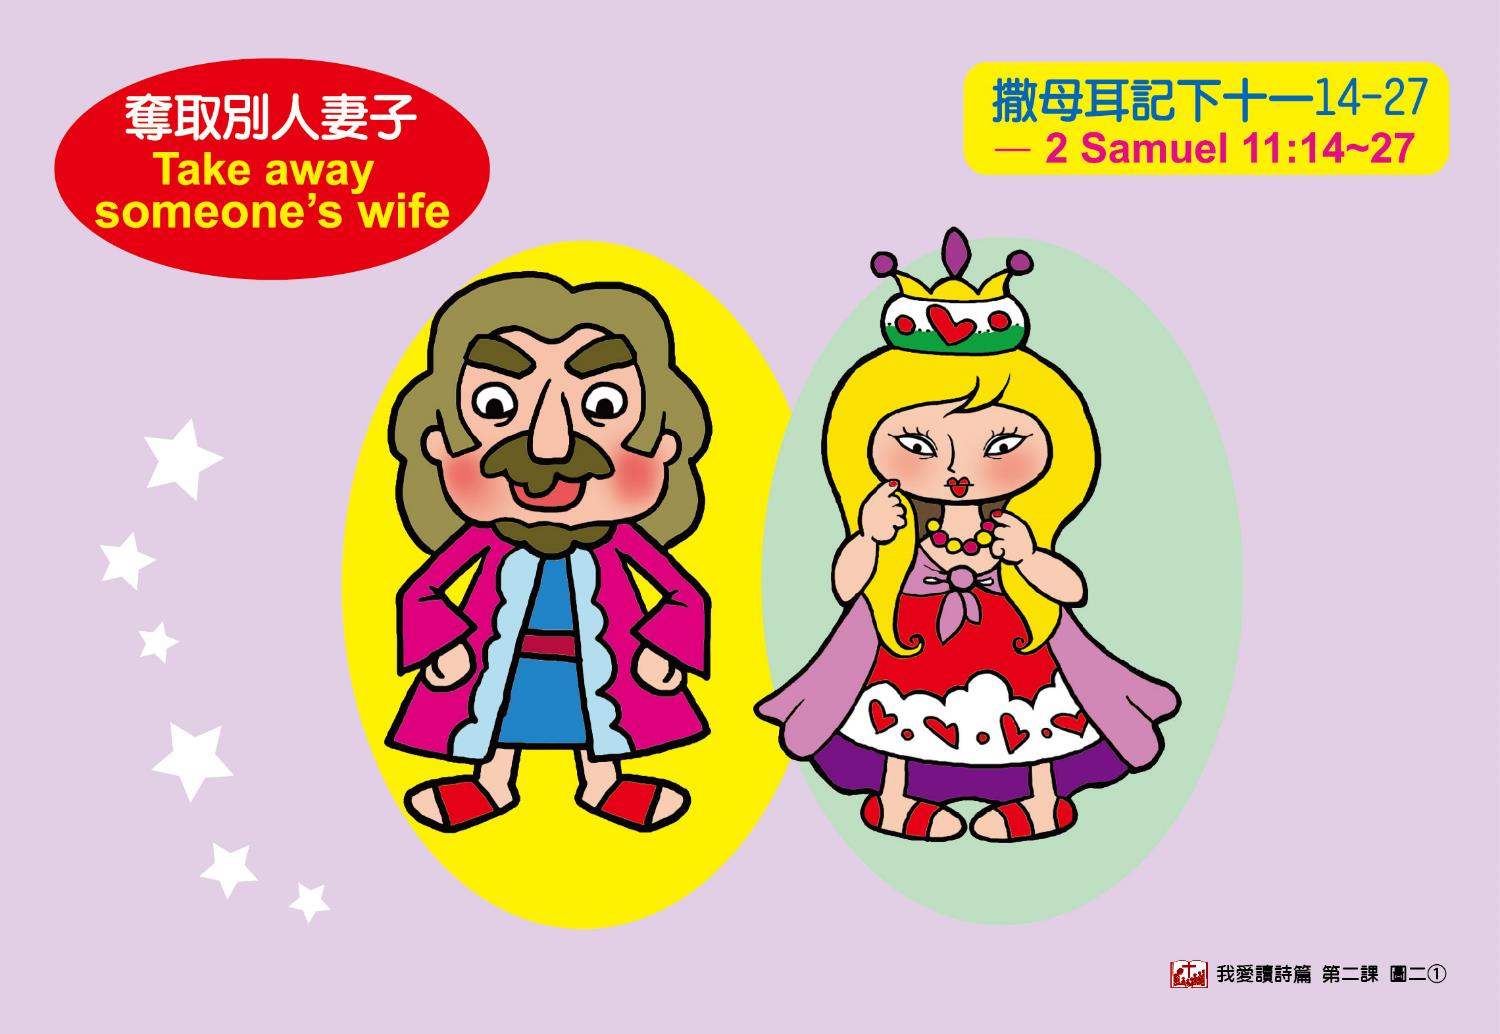 奪取別人妻子
Take away
someone's wife
撒母耳記下十一14-27
— 2 Samuel 11:14~27
我愛讀詩篇 第二課 圖二①